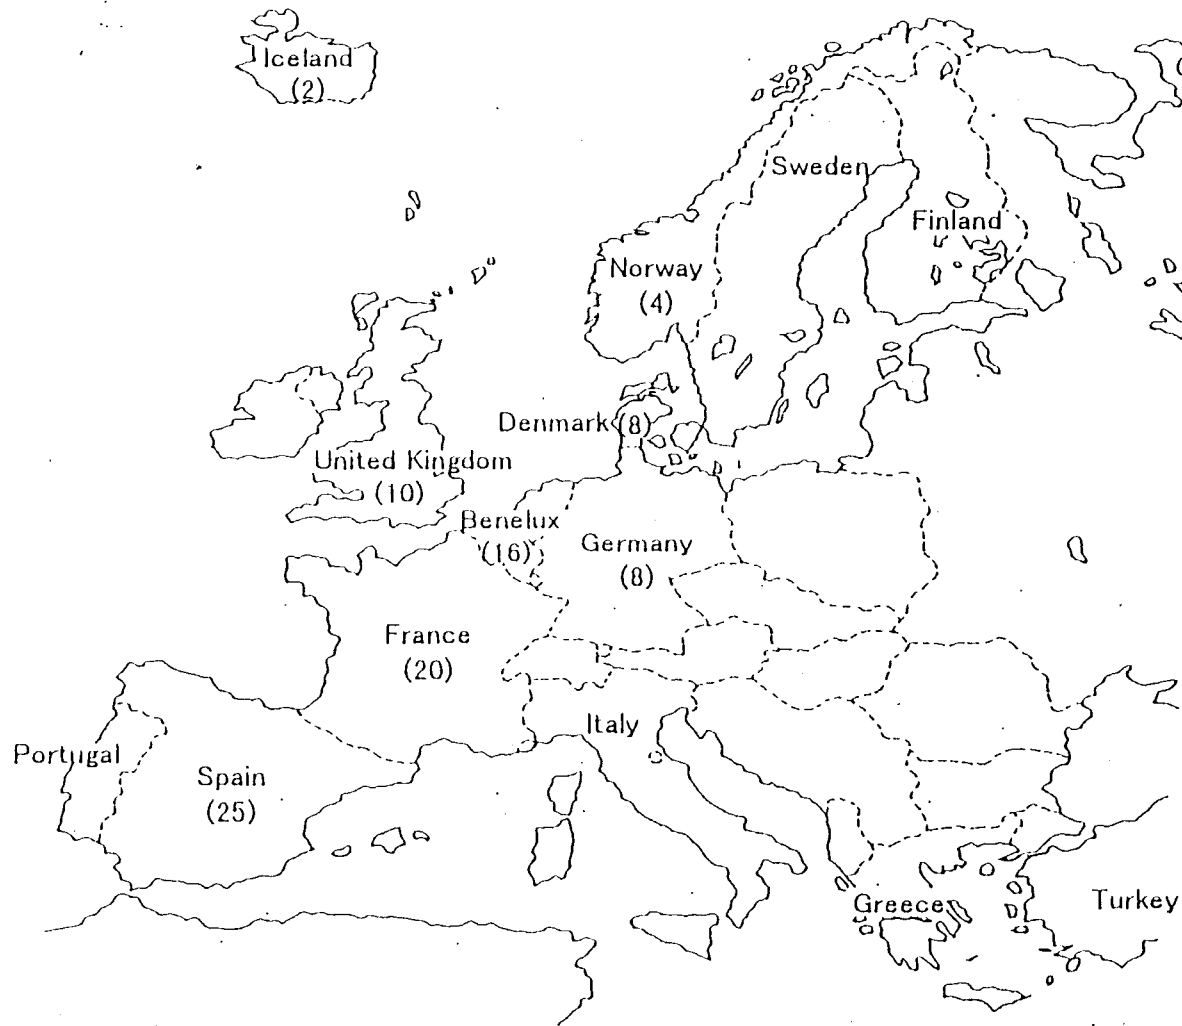 Iceland
(2)
Sweden
Finland
Norway
(4)
Denmark (8)
United Kingdom
(10)
Benelux
(16)
Germany
(8)
France
(20)
Italy
Portugal
Spain
(25)
Greece
Turkey